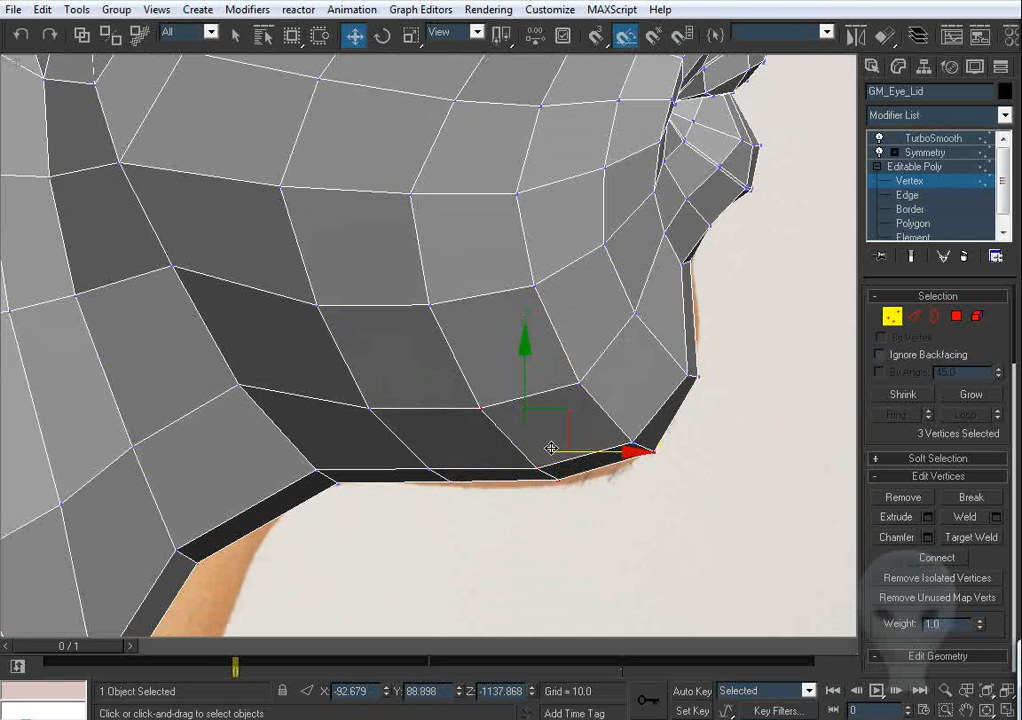 File Edit Tools Group Views Create Modifiers reactor Animation Graph Editors Rendering Customize MAXScript Help
All View
GM_Eye_Lid
Modifier List
TurboSmooth
Symmetry
Editable Poly
Vertex
Edge
Border
Polygon
Element
Selection
By Vertex
Ignore Backfacing
By Angle: 45.0
Shrink Grow
Ring Loop
3 Vertices Selected
Soft Selection
Edit Vertices
Remove Break
Extrude Weld
Chamfer Target Weld
Connect
Remove Isolated Vertices
Remove Unused Map Verts
Weight: 1.0
Edit Geometry
0 / 1
1 Object Selected X: -92.679 Y: 88.898 Z: -1137.868 Grid = 10.0 Auto Key Selected
Click or click-and-drag to select objects Add Time Tag Set Key Key Filters... 0